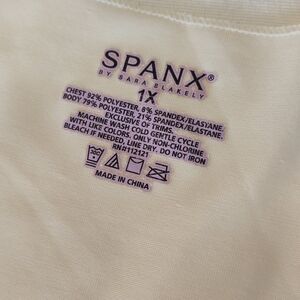 SPANX®
BY SARA BLAKELY
1X
CHEST 92% POLYESTER, 8% SPANDEX/ELASTANE.
BODY 79% POLYESTER, 21% SPANDEX/ELASTANE.
EXCLUSIVE OF TRIMS.
MACHINE WASH COLD GENTLE CYCLE
WITH LIKE COLORS. ONLY NON-CHLORINE
BLEACH IF NEEDED. LINE DRY. DO NOT IRON
RN#112121
MADE IN CHINA